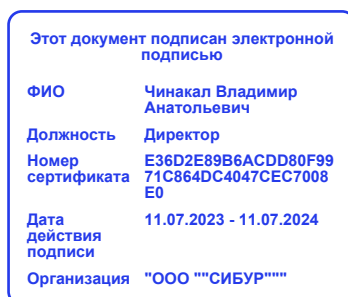 Этот документ подписан электронной
подписью
ФИО Чинакал Владимир
Анатольевич
Должность Директор
Номер E36D2E89B6ACDD80F99
сертификата 71C864DC4047CEC7008
E0
Дата 11.07.2023 - 11.07.2024
действия
подписи
Организация "ООО ""СИБУР"""